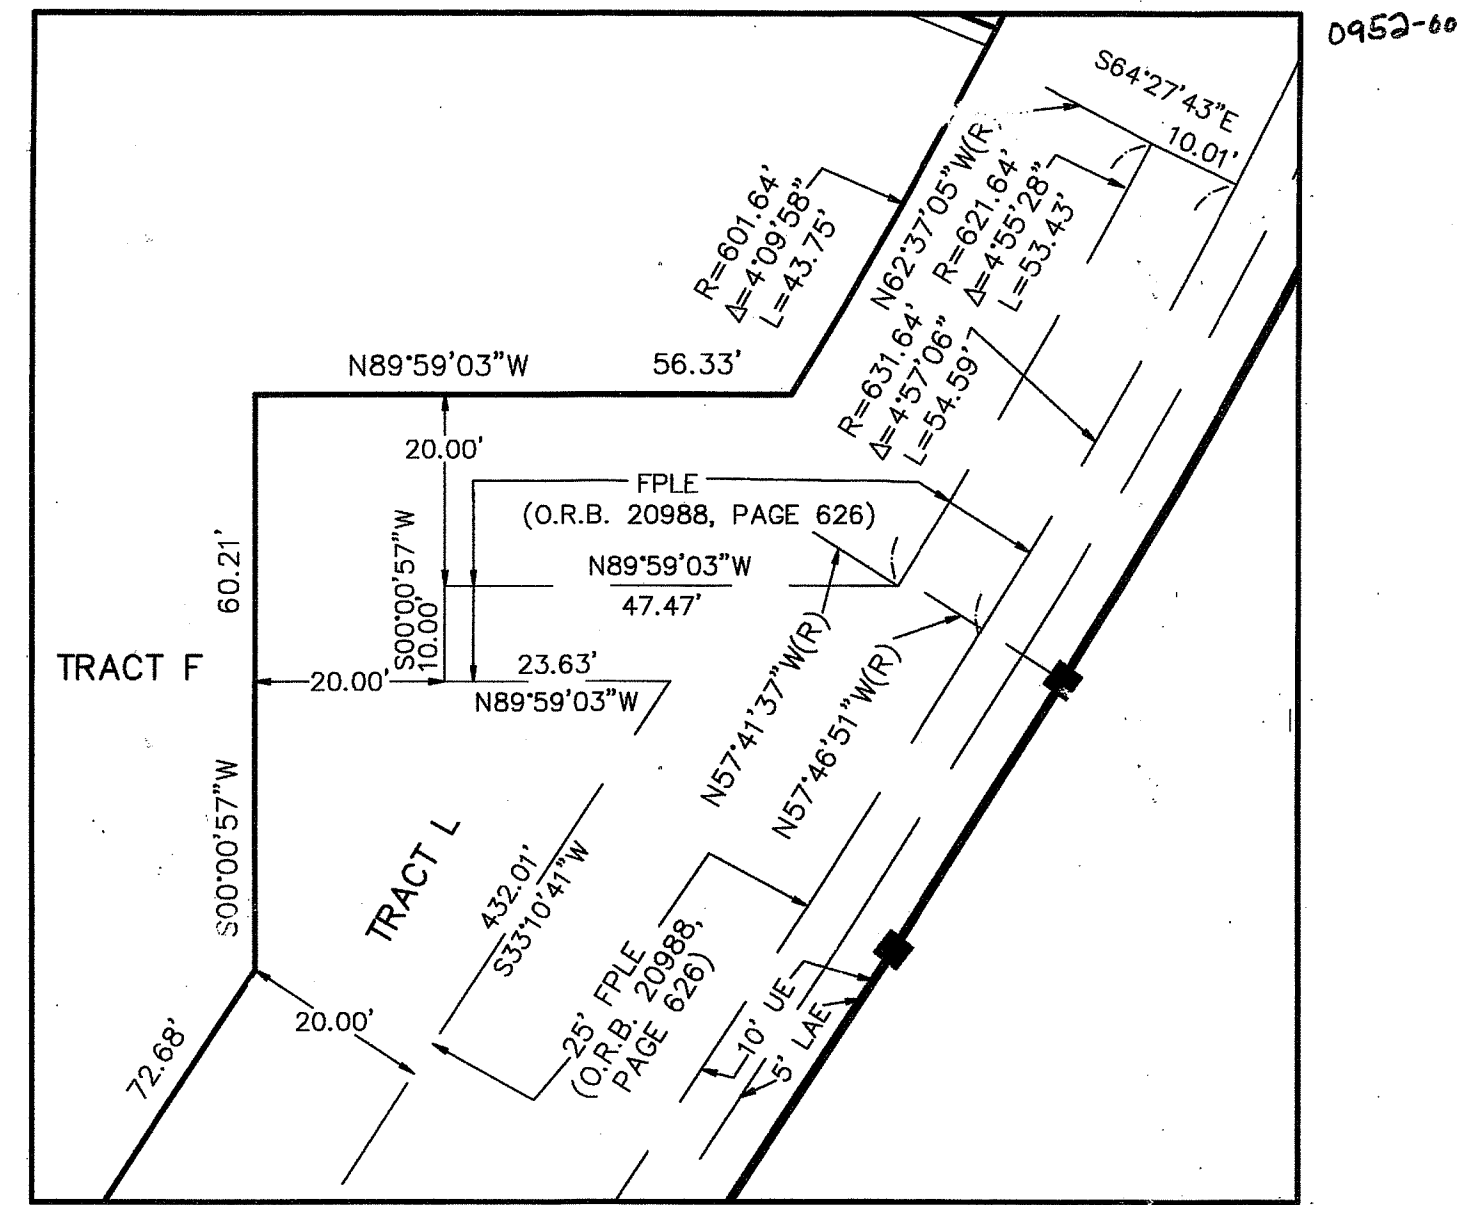 0952-60
S64°27'43"E
10.01'
N62°37'05"W(R)
R=621.64'
Δ=4°55'28"
L=53.43'
R=601.64'
Δ=4°09'58"
L=43.75'
R=631.64'
Δ=4°57'06"
L=54.59'
N89°59'03"W 56.33'
20.00'
FPLE
(O.R.B. 20988, PAGE 626)
S00°00'57"W
10.00'
N89°59'03"W
47.47'
60.21'
TRACT F
20.00'
23.63'
N89°59'03"W
N57°41'37"W(R)
N57°46'51"W(R)
S00°00'57"W
TRACT L
432.01'
S33°10'41"W
25' FPLE
(O.R.B. 20988,
PAGE 626)
10' UE
5' LAE
20.00'
72.68'